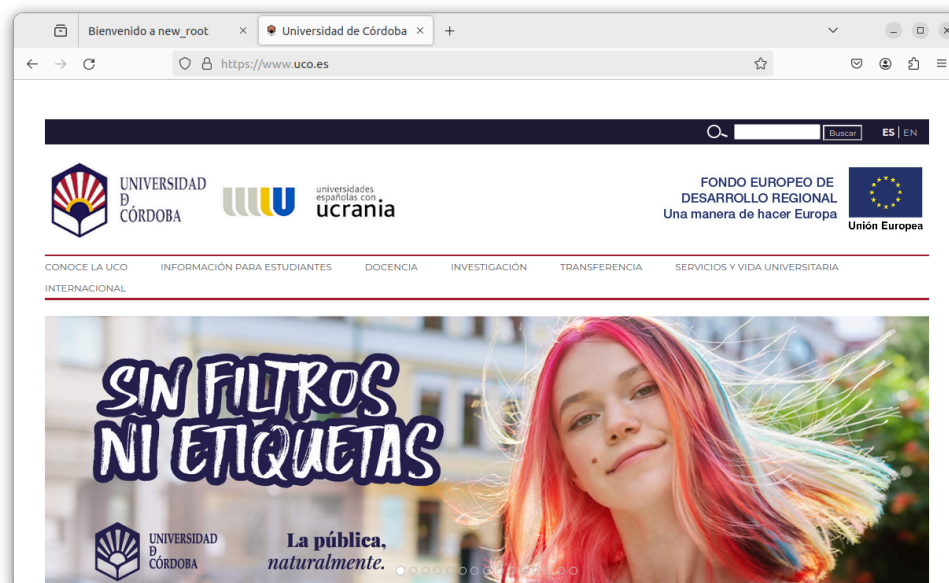 Bienvenido a new_root
Universidad de Córdoba
https://www.uco.es
Buscar
ES | EN
UNIVERSIDAD
Đ
CÓRDOBA
universidades
españolas con
ucrania
FONDO EUROPEO DE
DESARROLLO REGIONAL
Una manera de hacer Europa
Unión Europea
CONOCE LA UCO INFORMACIÓN PARA ESTUDIANTES DOCENCIA INVESTIGACIÓN TRANSFERENCIA SERVICIOS Y VIDA UNIVERSITARIA
INTERNACIONAL
SIN FILTROS
NI ETIQUETAS
UNIVERSIDAD
Đ
CÓRDOBA
La pública,
naturalmente.